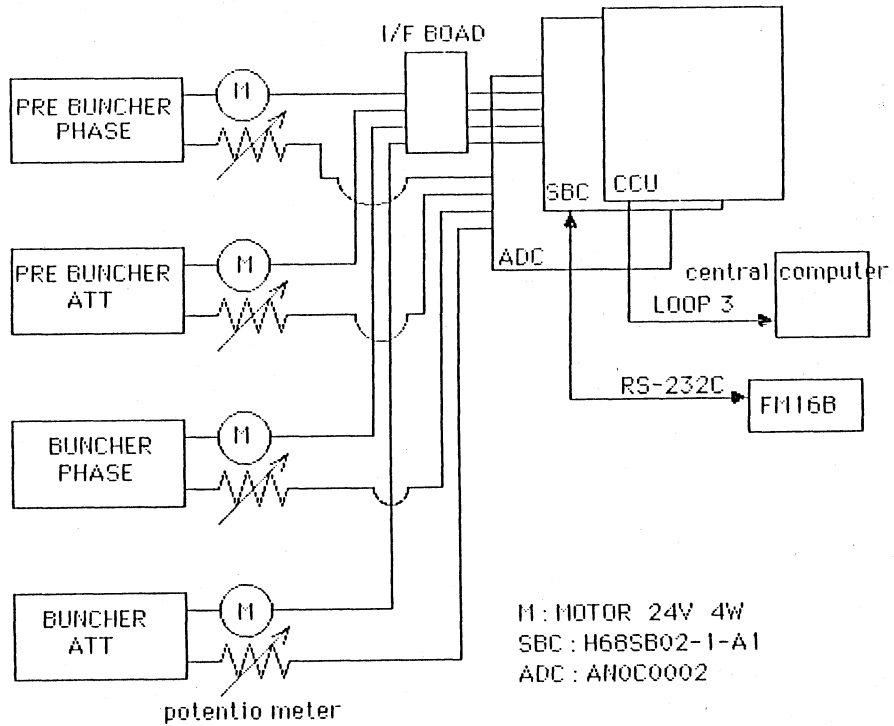 I/F BOAD
PRE BUNCHER
PHASE
M
SBC
CCU
ADC
PRE BUNCHER
ATT
M
central computer
LOOP 3
RS-232C
FM16B
BUNCHER
PHASE
M
BUNCHER
ATT
M
potentio meter
M : MOTOR 24V 4W
SBC : H68SB02-1-A1
ADC : AN0C0002